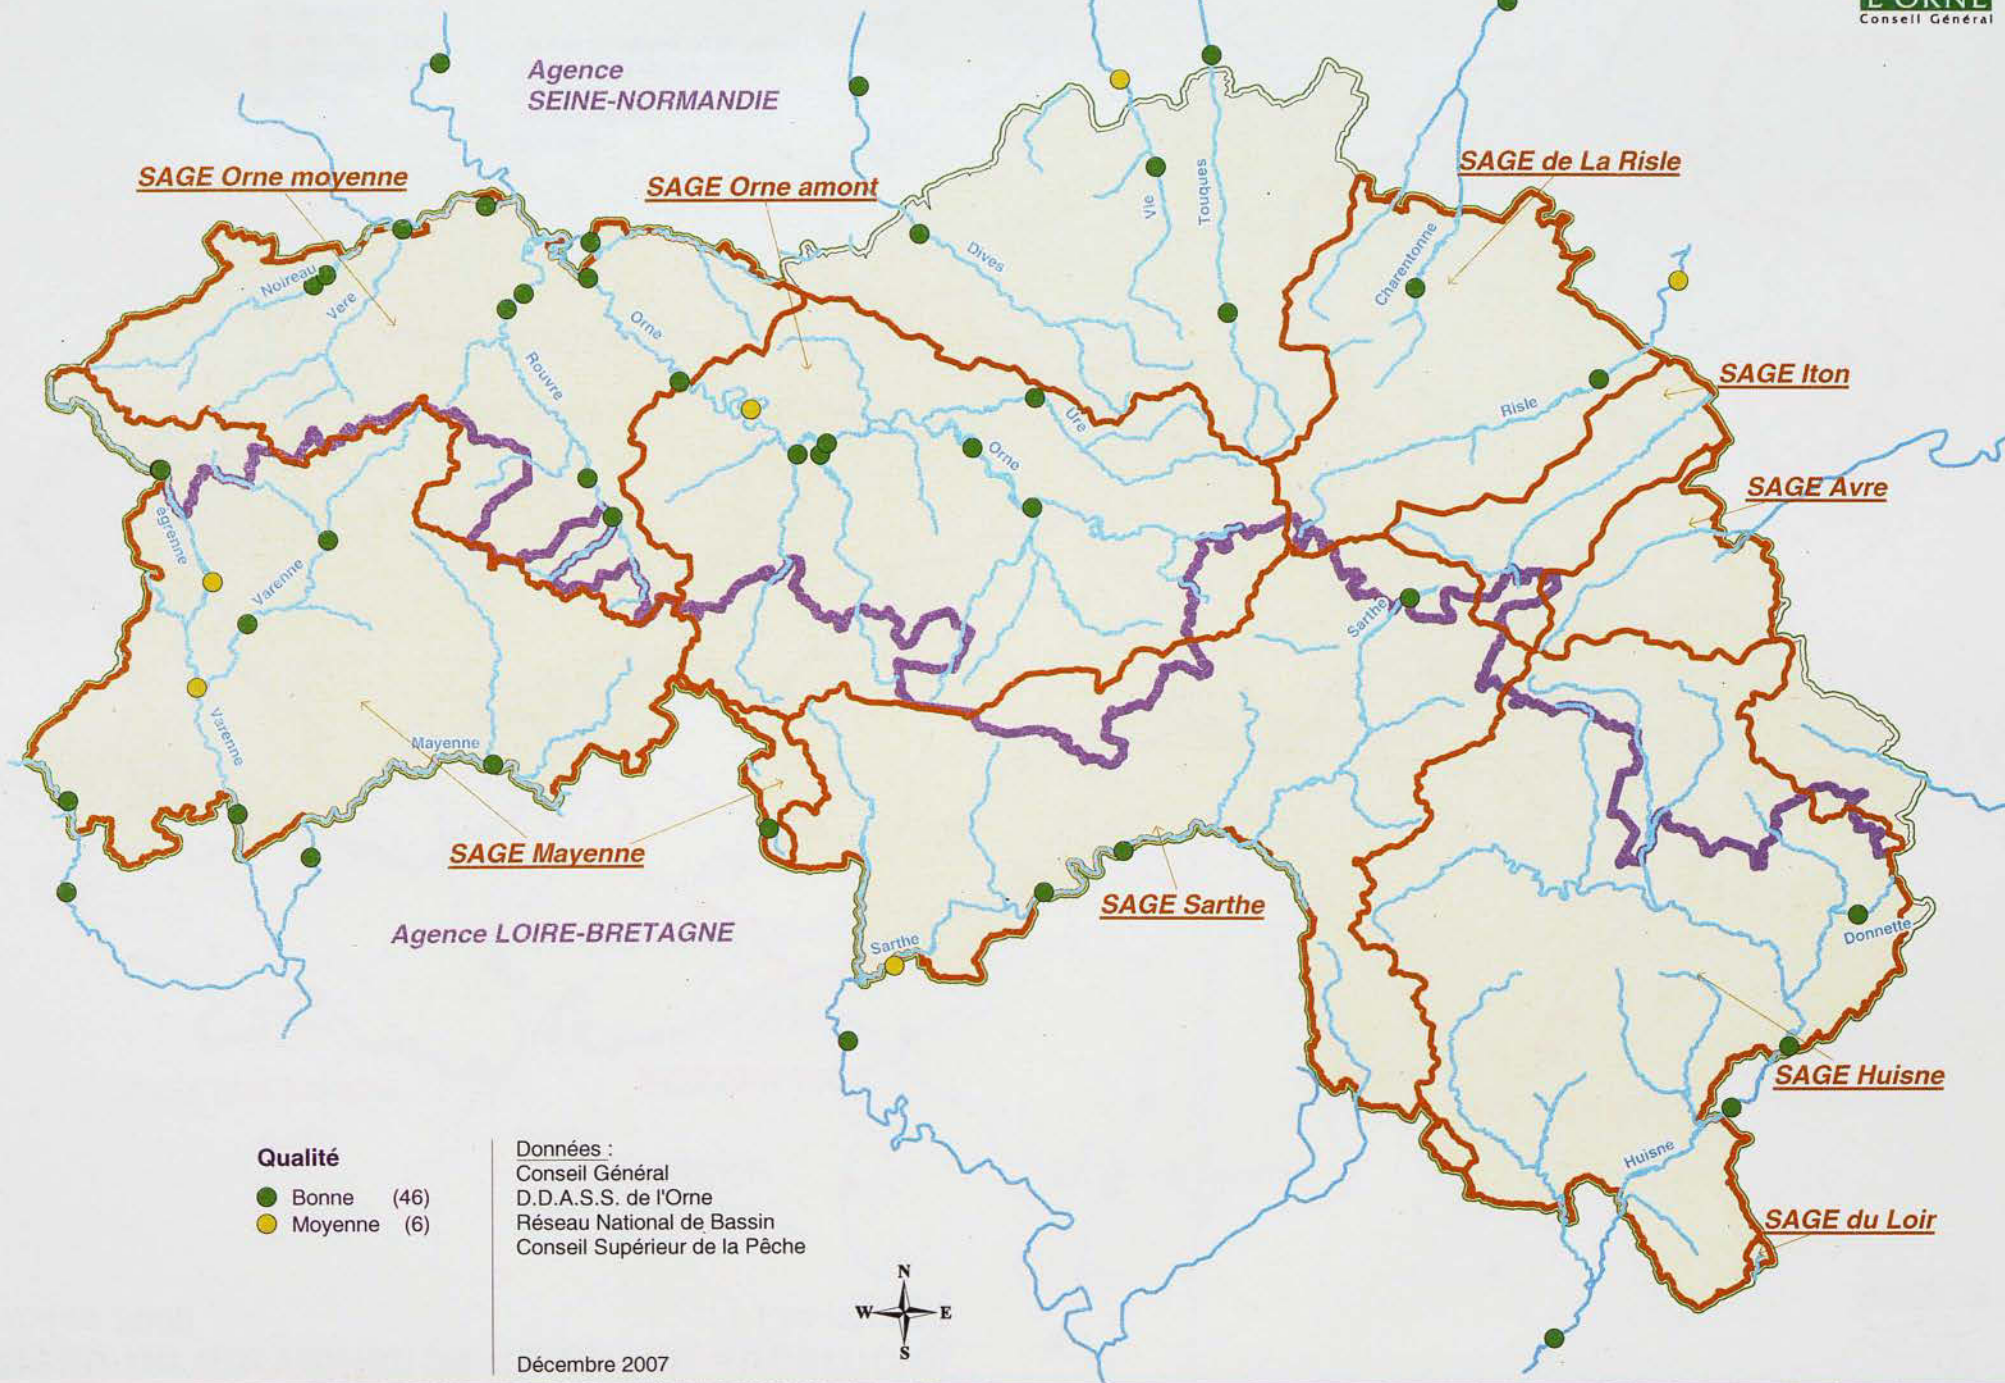 L'ORNE
Conseil Général
Agence
SEINE-NORMANDIE
SAGE Orne moyenne
SAGE Orne amont
SAGE de La Risle
Vie
Touques
Dives
Charentonne
Noireau
Vere
Orne
Rouvre
SAGE Iton
Risle
Ure
Orne
SAGE Avre
égrenne
Varenne
Sarthe
Varenne
Mayenne
SAGE Mayenne
SAGE Sarthe
Agence LOIRE-BRETAGNE
Sarthe
Donnette
SAGE Huisne
Huisne
SAGE du Loir
Qualité
Bonne (46)
Moyenne (6)
Données :
Conseil Général
D.D.A.S.S. de l'Orne
Réseau National de Bassin
Conseil Supérieur de la Pêche
Décembre 2007
N
W E
S